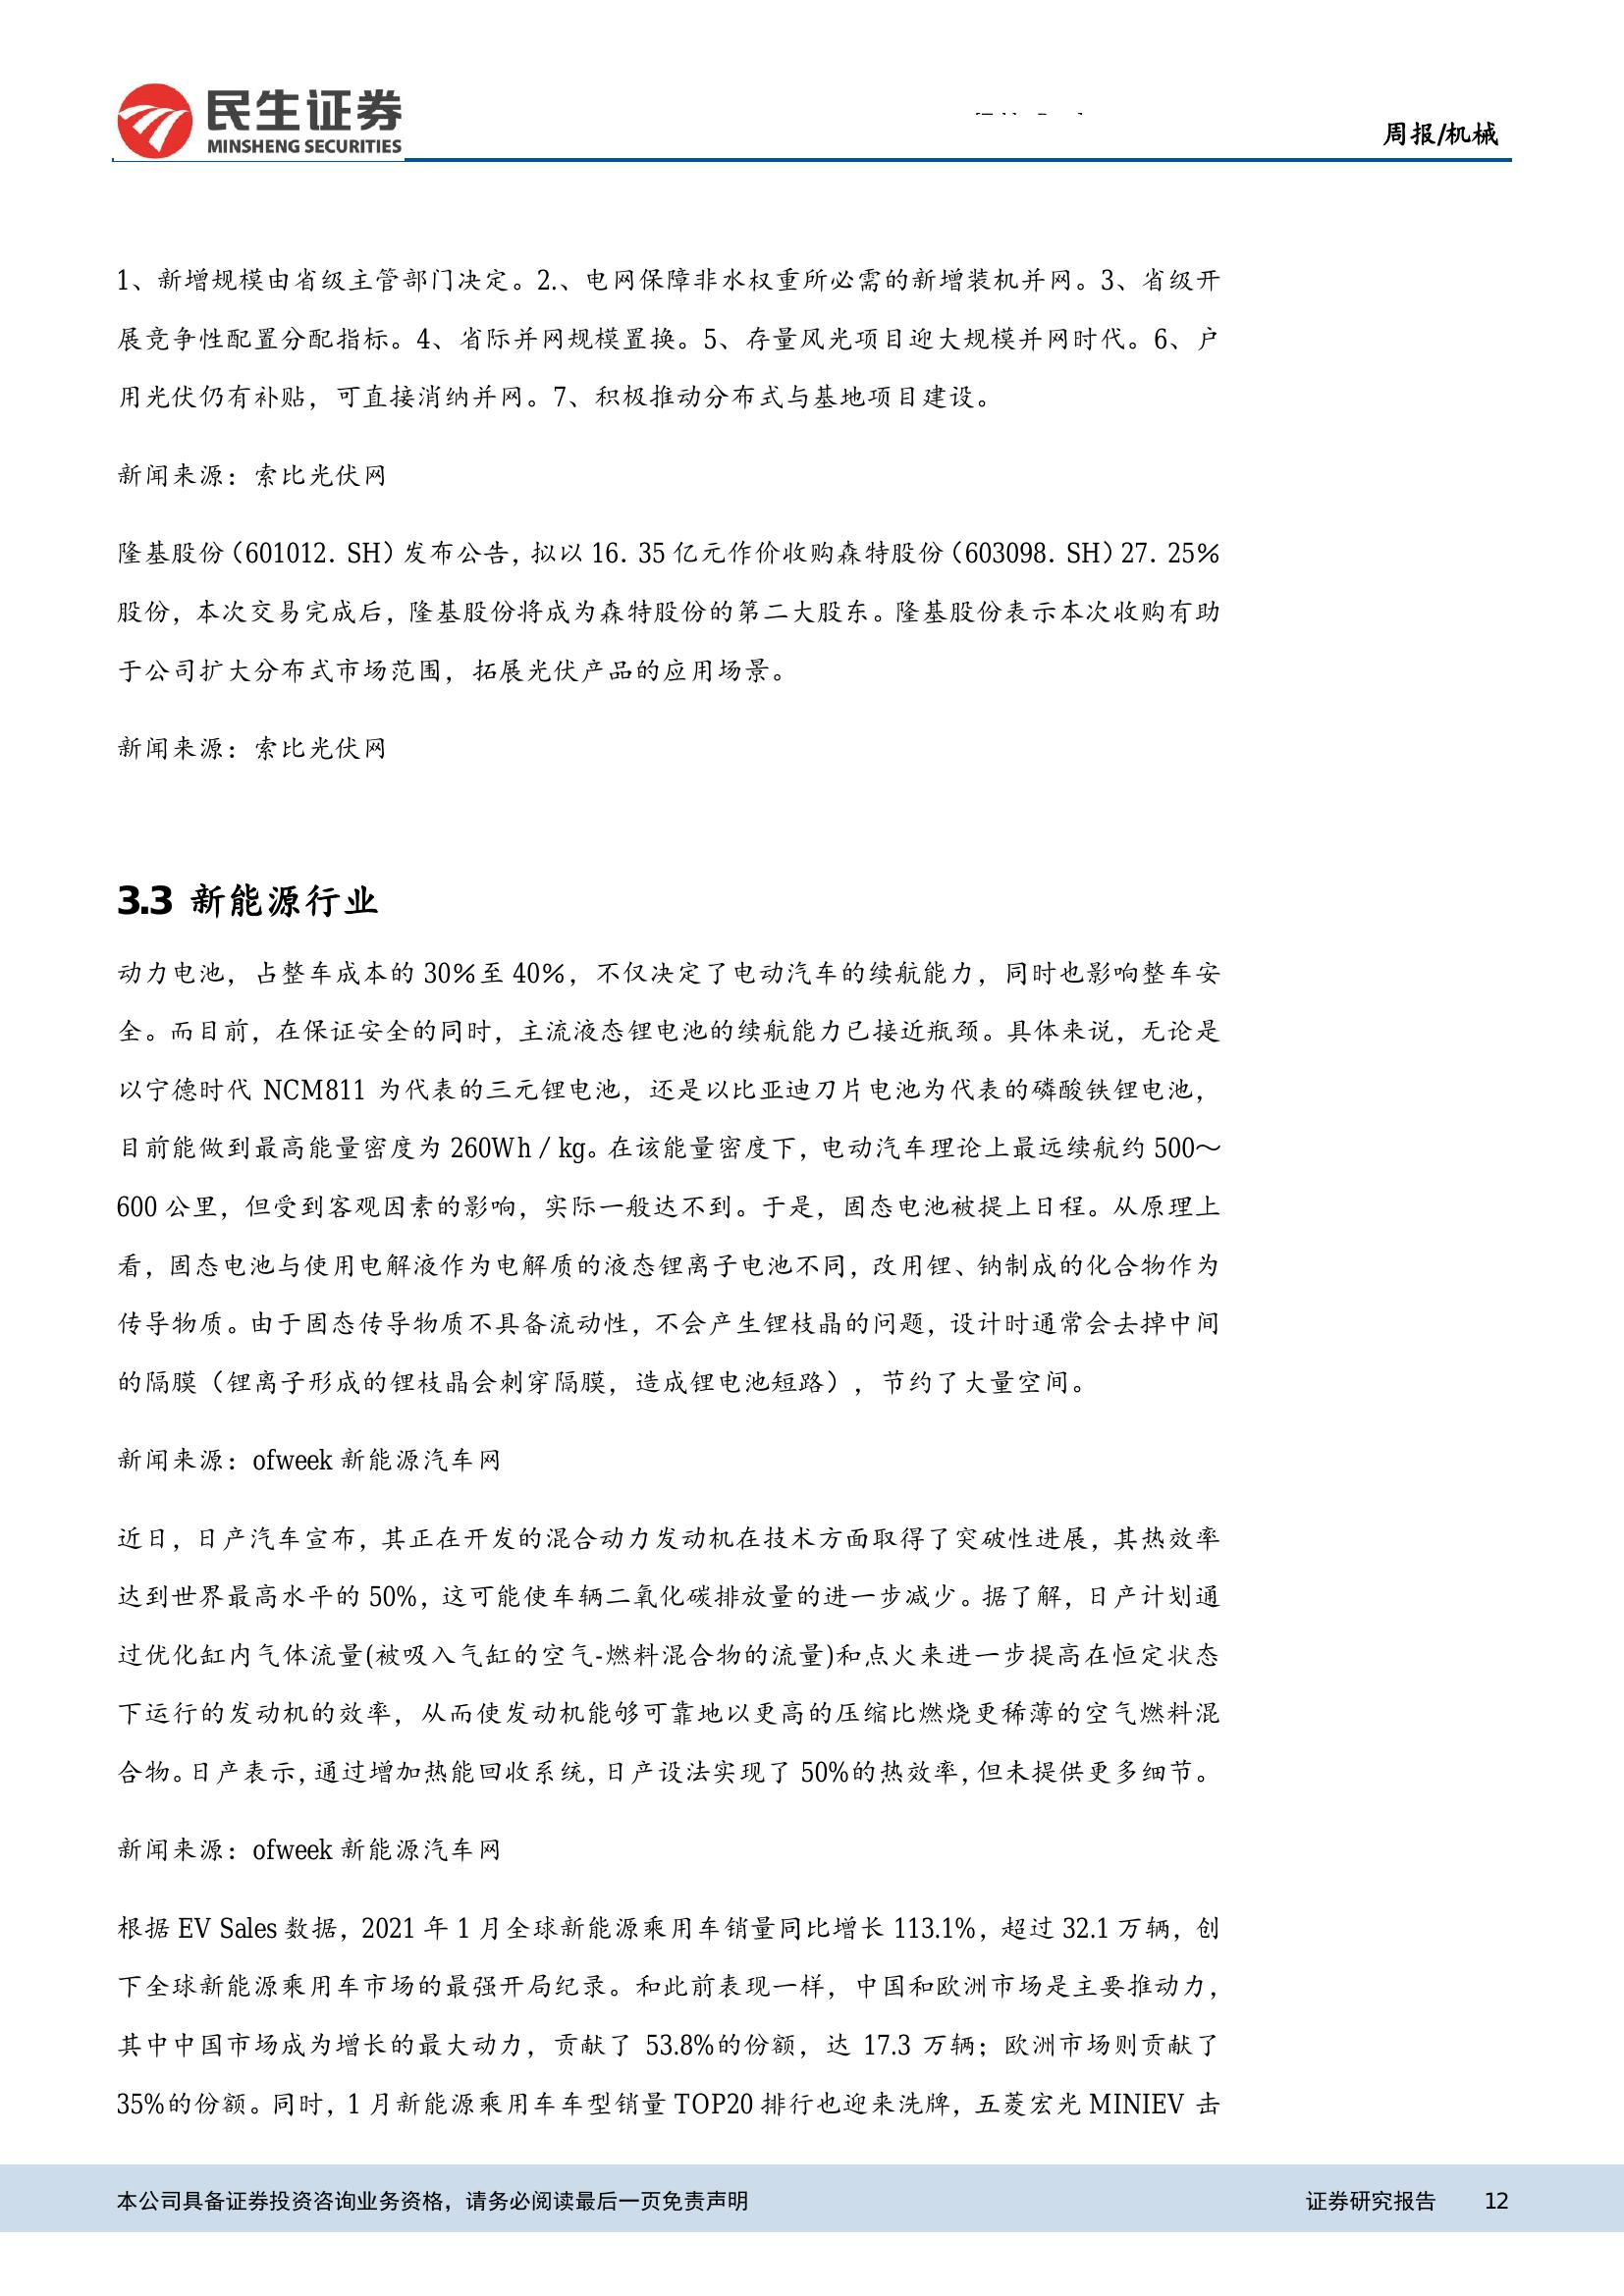 民生证券
MINSHENG SECURITIES
周报/机械
1、新增规模由省级主管部门决定。2.、电网保障非水权重所必需的新增装机并网。3、省级开
展竞争性配置分配指标。4、省际并网规模置换。5、存量风光项目迎大规模并网时代。6、户
用光伏仍有补贴，可直接消纳并网。7、积极推动分布式与基地项目建设。
新闻来源：索比光伏网
隆基股份（601012. SH）发布公告，拟以 16. 35 亿元作价收购森特股份（603098. SH）27. 25%
股份，本次交易完成后，隆基股份将成为森特股份的第二大股东。隆基股份表示本次收购有助
于公司扩大分布式市场范围，拓展光伏产品的应用场景。
新闻来源：索比光伏网
3.3 新能源行业
动力电池，占整车成本的 30%至 40%，不仅决定了电动汽车的续航能力，同时也影响整车安
全。而目前，在保证安全的同时，主流液态锂电池的续航能力已接近瓶颈。具体来说，无论是
以宁德时代 NCM811 为代表的三元锂电池，还是以比亚迪刀片电池为代表的磷酸铁锂电池，
目前能做到最高能量密度为 260Wh / kg。在该能量密度下，电动汽车理论上最远续航约 500～
600 公里，但受到客观因素的影响，实际一般达不到。于是，固态电池被提上日程。从原理上
看，固态电池与使用电解液作为电解质的液态锂离子电池不同，改用锂、钠制成的化合物作为
传导物质。由于固态传导物质不具备流动性，不会产生锂枝晶的问题，设计时通常会去掉中间
的隔膜（锂离子形成的锂枝晶会刺穿隔膜，造成锂电池短路），节约了大量空间。
新闻来源：ofweek 新能源汽车网
近日，日产汽车宣布，其正在开发的混合动力发动机在技术方面取得了突破性进展，其热效率
达到世界最高水平的 50%，这可能使车辆二氧化碳排放量的进一步减少。据了解，日产计划通
过优化缸内气体流量(被吸入气缸的空气-燃料混合物的流量)和点火来进一步提高在恒定状态
下运行的发动机的效率，从而使发动机能够可靠地以更高的压缩比燃烧更稀薄的空气燃料混
合物。日产表示，通过增加热能回收系统，日产设法实现了 50%的热效率，但未提供更多细节。
新闻来源：ofweek 新能源汽车网
根据 EV Sales 数据，2021 年 1 月全球新能源乘用车销量同比增长 113.1%，超过 32.1 万辆，创
下全球新能源乘用车市场的最强开局纪录。和此前表现一样，中国和欧洲市场是主要推动力，
其中中国市场成为增长的最大动力，贡献了 53.8%的份额，达 17.3 万辆；欧洲市场则贡献了
35%的份额。同时，1 月新能源乘用车车型销量 TOP20 排行也迎来洗牌，五菱宏光 MINIEV 击
本公司具备证券投资咨询业务资格，请务必阅读最后一页免责声明
证券研究报告 12